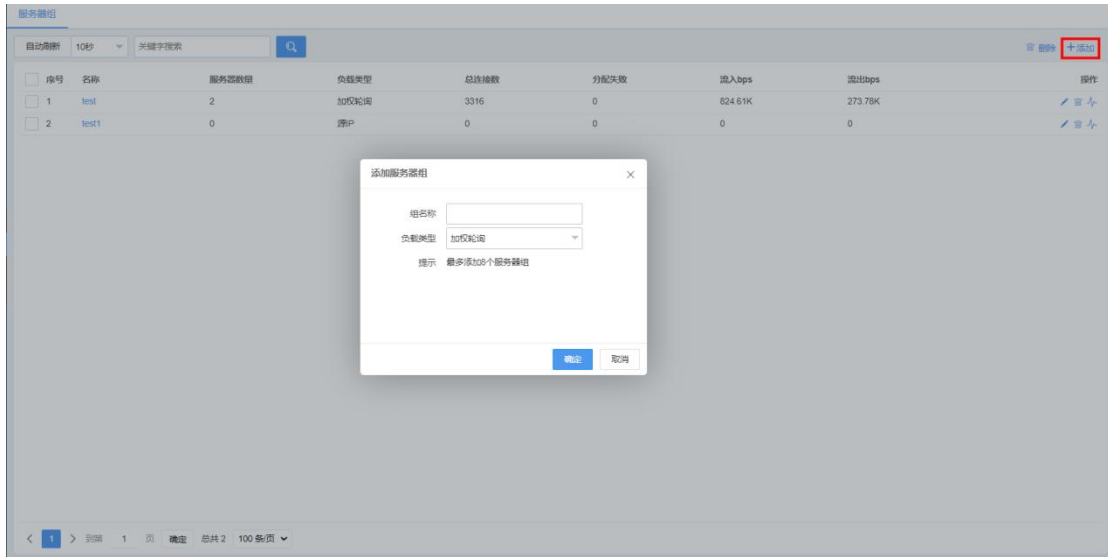 服务器组
自动刷新 10秒 关键字搜索 删除 +添加
序号 名称 服务器数量 负载类型 总连接数 分配失败 流入bps 流出bps 操作
1 test 2 加权轮询 3316 0 824.61K 273.78K
2 test1 0 源IP 0 0 0 0
添加服务器组
组名称
负载类型 加权轮询
提示 最多添加8个服务器组
确定 取消
1 到第 1 页 确定 总共 2 100 条/页